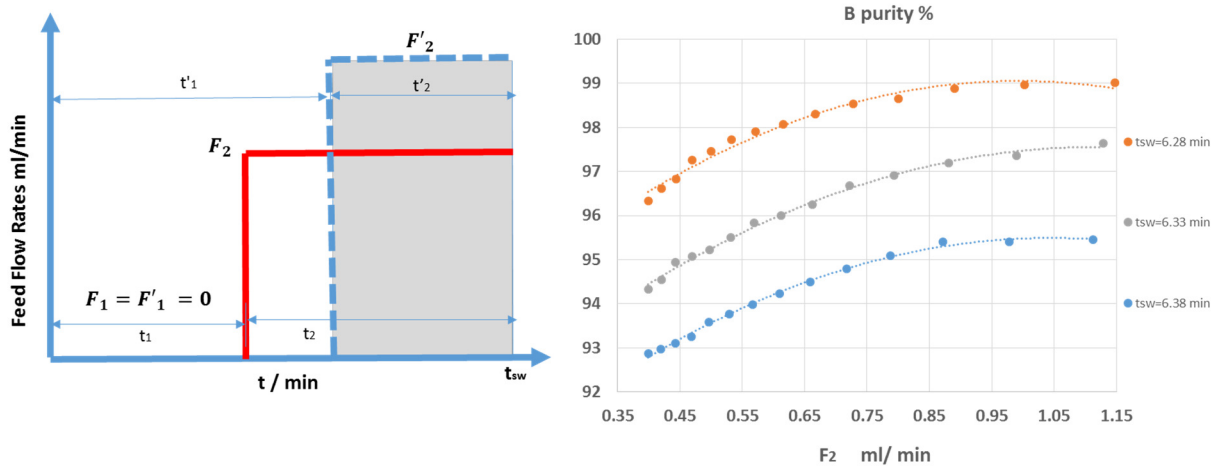 Feed Flow Rates ml/min
F'₂
t'₁
t'₂
F₂
F₁ = F'₁ = 0
t₁
t₂
t / min
tsw
B purity %
100
99
98
97
96
95
94
93
92
0.35 0.45 0.55 0.65 0.75 0.85 0.95 1.05 1.15
F₂ ml/ min
tsw=6.28 min
tsw=6.33 min
tsw=6.38 min